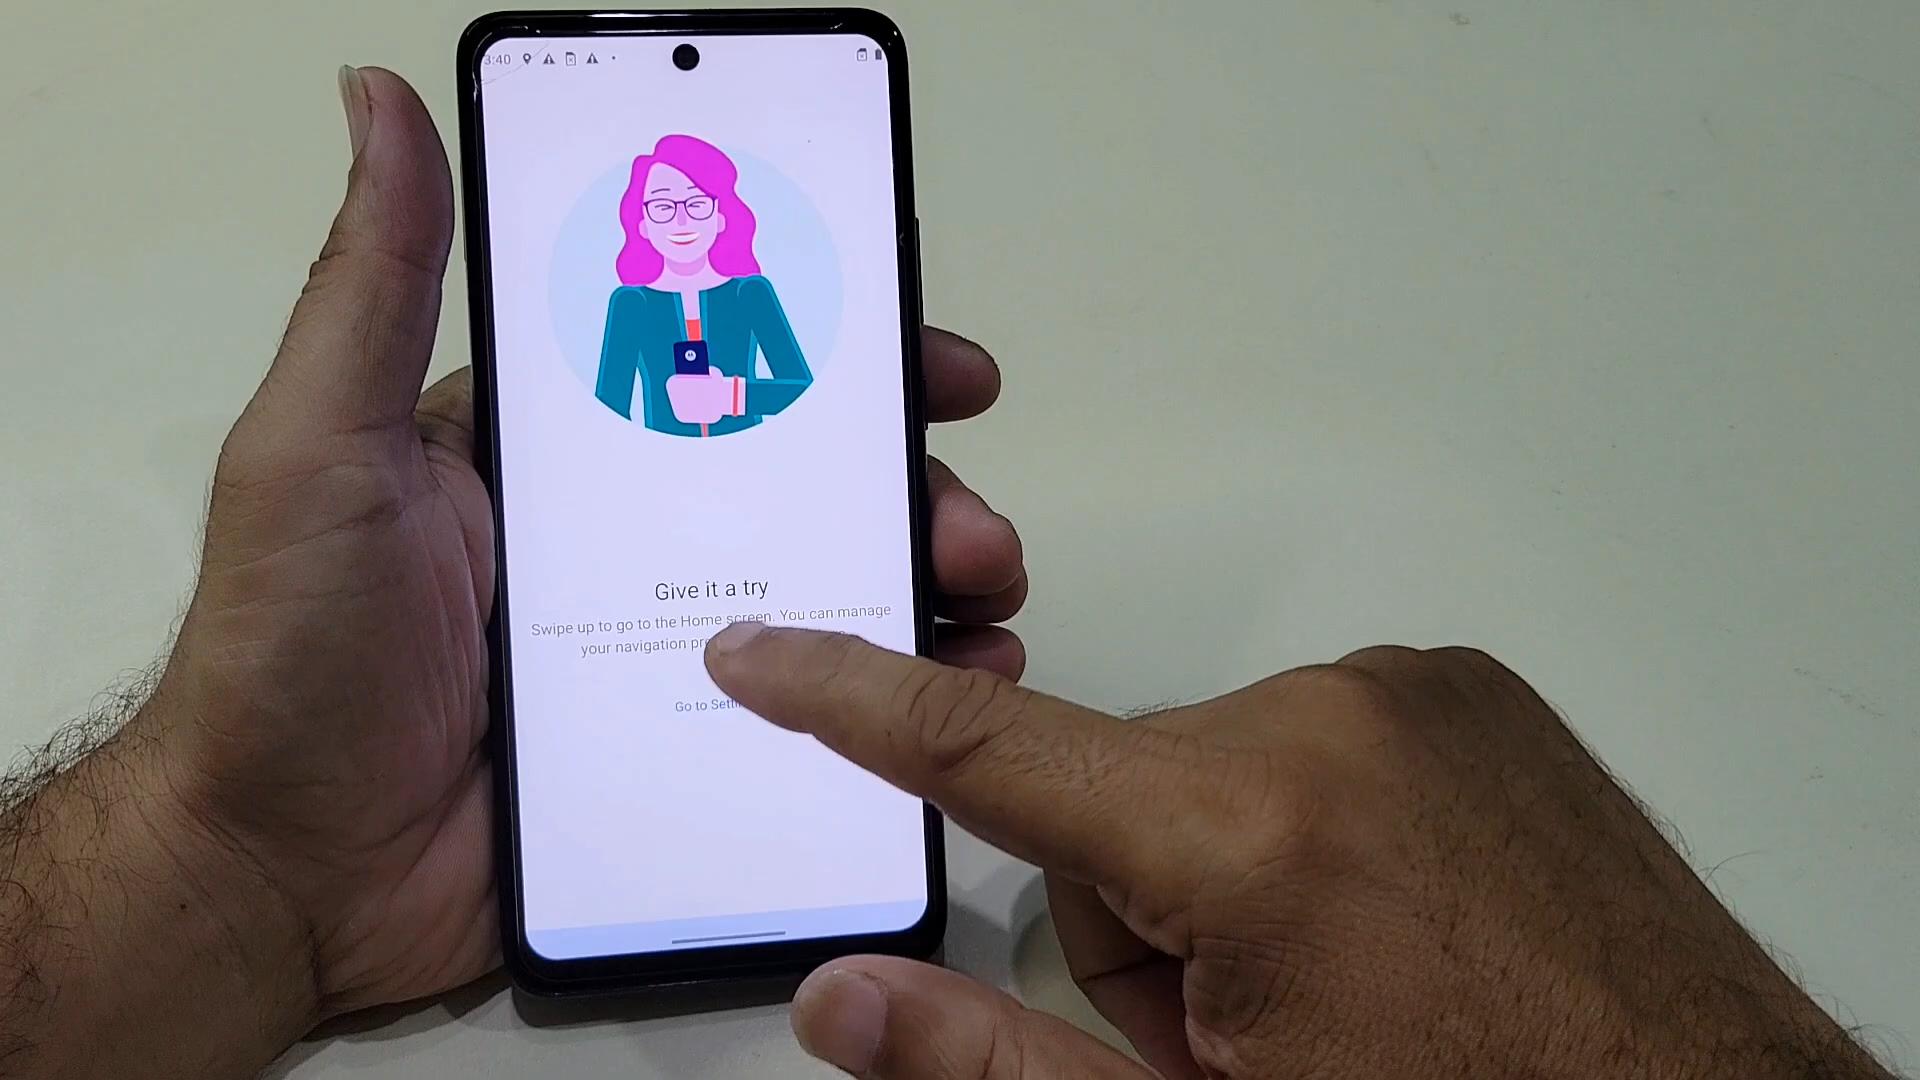 3:40
Give it a try
Swipe up to go to the Home screen. You can manage
your navigation
Go to